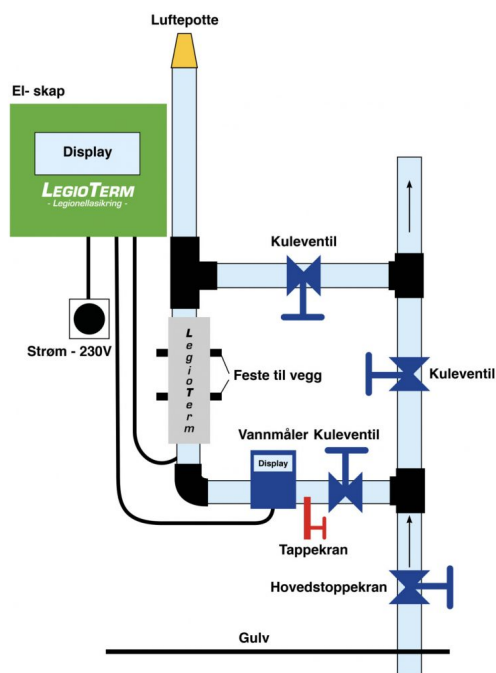 Luftepotte
El- skap
Display
LEGIOTERM
- Legionellasikring -
Kuleventil
Strøm - 230V
LegioTerm
Feste til vegg
Kuleventil
Vannmåler
Kuleventil
Display
Tappekran
Hovedstoppekran
Gulv